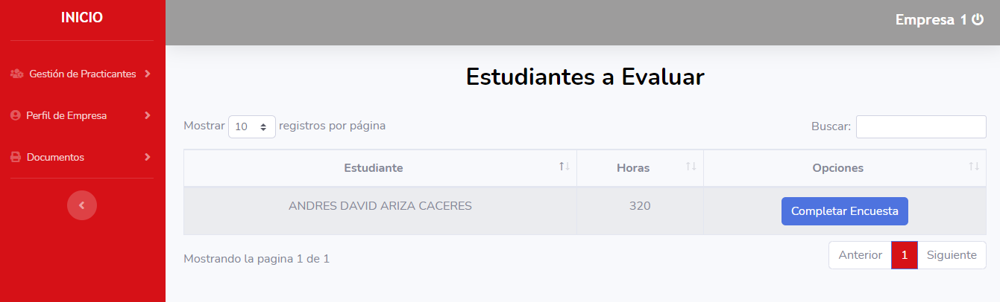 INICIO
Empresa 1
Gestión de Practicantes
Perfil de Empresa
Documentos
Estudiantes a Evaluar
Mostrar 10 registros por página
Buscar:
Estudiante Horas Opciones
ANDRES DAVID ARIZA CACERES 320 Completar Encuesta
Mostrando la pagina 1 de 1
Anterior 1 Siguiente